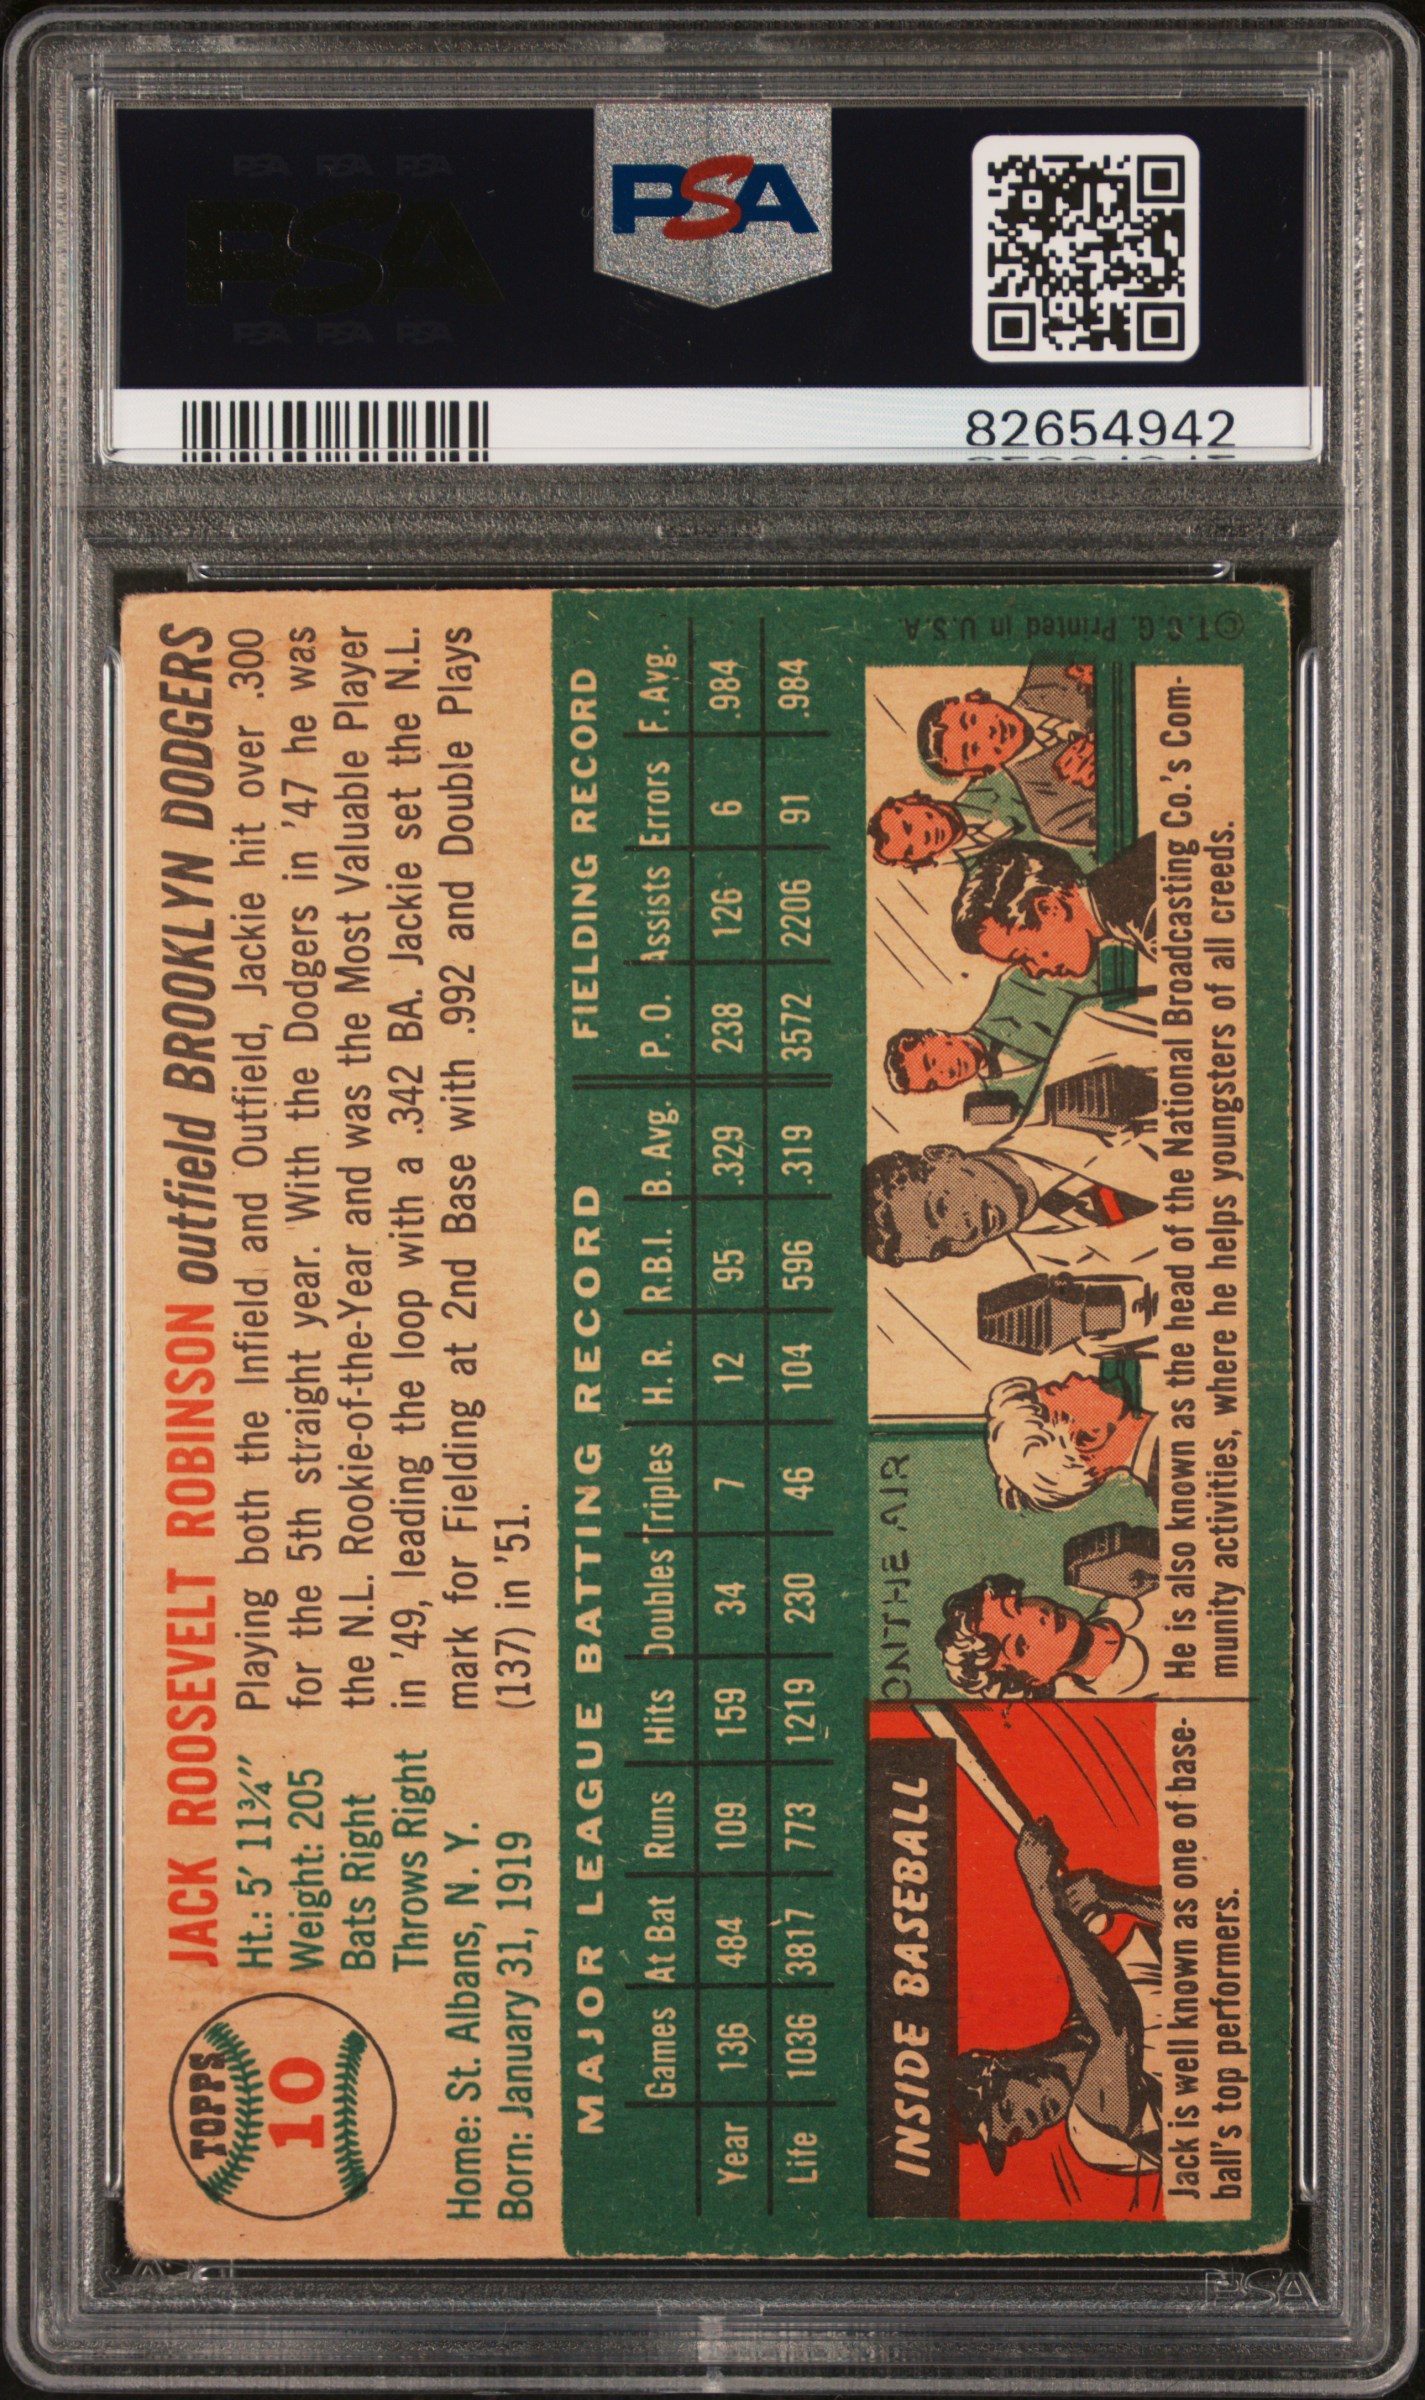 PSA PSA PSA
PSA
PSA PSA PSA
PSA
82654942
TOPPS
10
JACK ROOSEVELT ROBINSON outfield BROOKLYN DODGERS
Ht.: 5' 11¾"
Weight: 205
Bats Right
Throws Right
Home: St. Albans, N. Y.
Born: January 31, 1919
Playing both the Infield and Outfield, Jackie hit over .300
for the 5th straight year. With the Dodgers in '47 he was
the N.L. Rookie-of-the-Year and was the Most Valuable Player
in '49, leading the loop with a .342 BA. Jackie set the N.L.
mark for Fielding at 2nd Base with .992 and Double Plays
(137) in '51.
MAJOR LEAGUE BATTING RECORD FIELDING RECORD
Games At Bat Runs Hits Doubles Triples H. R. R.B.I. B. Avg. P. O. Assists Errors F. Avg.
Year 136 484 109 159 34 7 12 95 .329 238 126 6 .984
Life 1036 3817 773 1219 230 46 104 596 .319 3572 2206 91 .984
INSIDE BASEBALL
ON THE AIR
Jack is well known as one of base-
ball's top performers.
He is also known as the head of the National Broadcasting Co.'s Com-
munity activities, where he helps youngsters of all creeds.
©T.C.G. Printed in U.S.A.
PSA